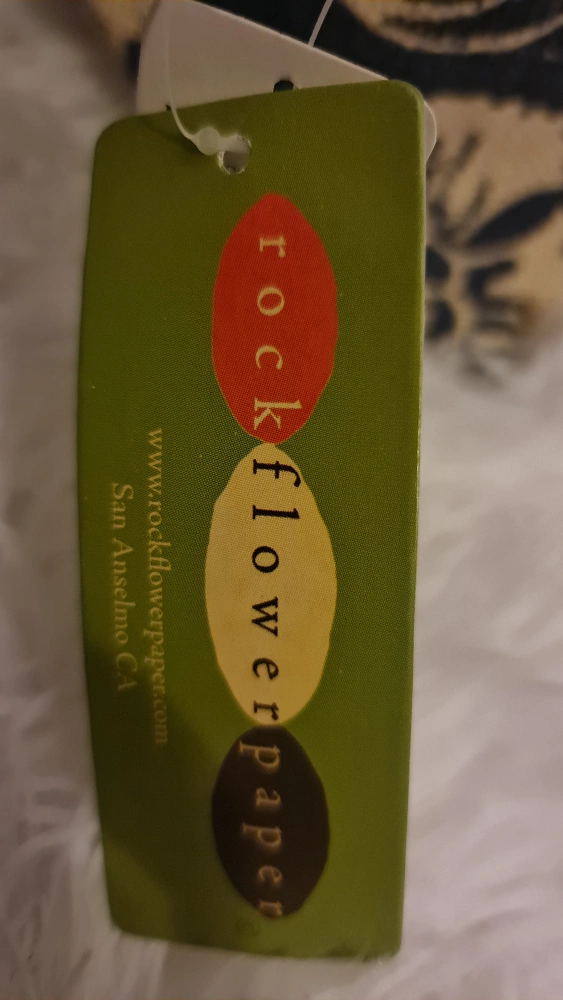 rockflowerpaper
www.rockflowerpaper.com
San Anselmo CA